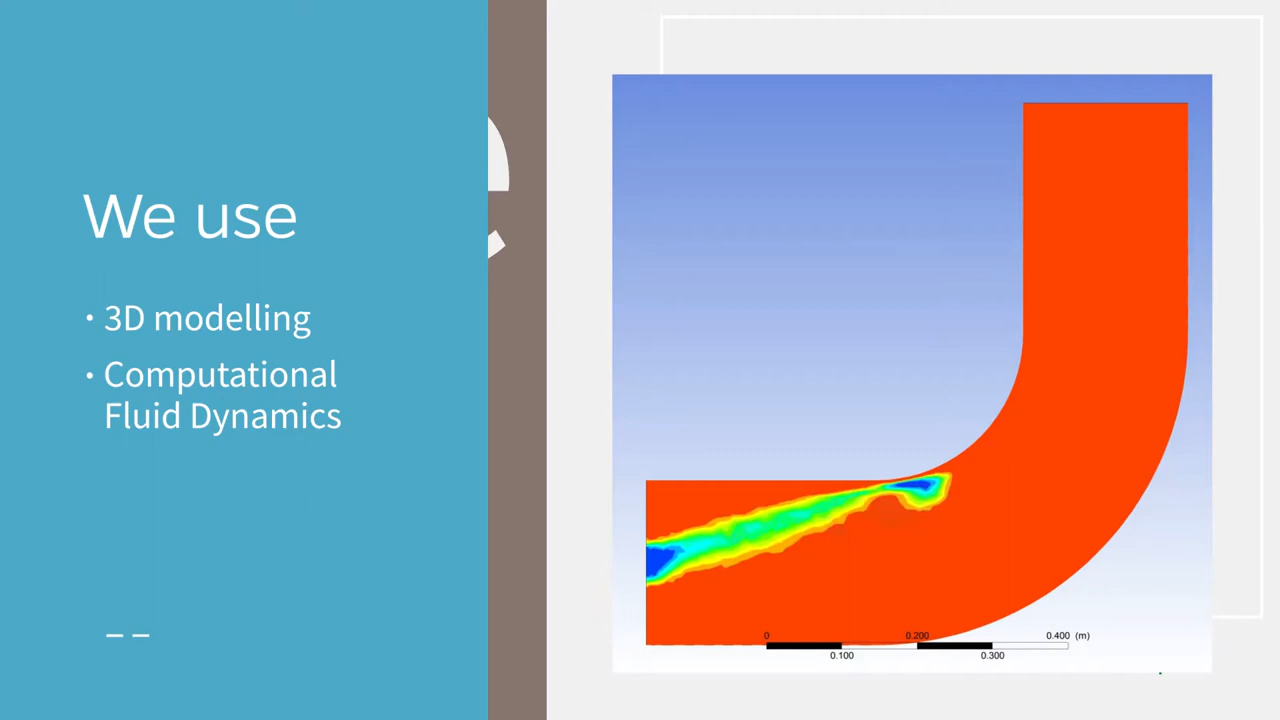 We use
• 3D modelling
• Computational
Fluid Dynamics
e
0 0.200 0.400 (m)
0.100 0.300